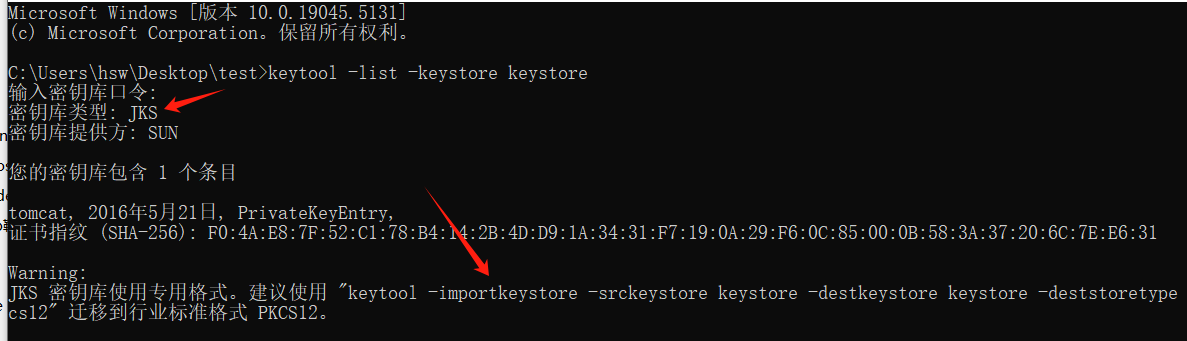 Microsoft Windows [版本 10.0.19045.5131]
(c) Microsoft Corporation。保留所有权利。
C:\Users\hsw\Desktop\test>keytool -list -keystore keystore
输入密钥库口令:
密钥库类型: JKS
密钥库提供方: SUN
您的密钥库包含 1 个条目
tomcat, 2016年5月21日, PrivateKeyEntry,
证书指纹 (SHA-256): F0:4A:E8:7F:52:C1:78:B4:14:2B:4D:D9:1A:34:31:F7:19:0A:29:F6:0C:85:00:0B:58:3A:37:20:6C:7E:E6:31
Warning:
JKS 密钥库使用专用格式。建议使用 "keytool -importkeystore -srckeystore keystore -destkeystore keystore -deststoretype
cs12" 迁移到行业标准格式 PKCS12。